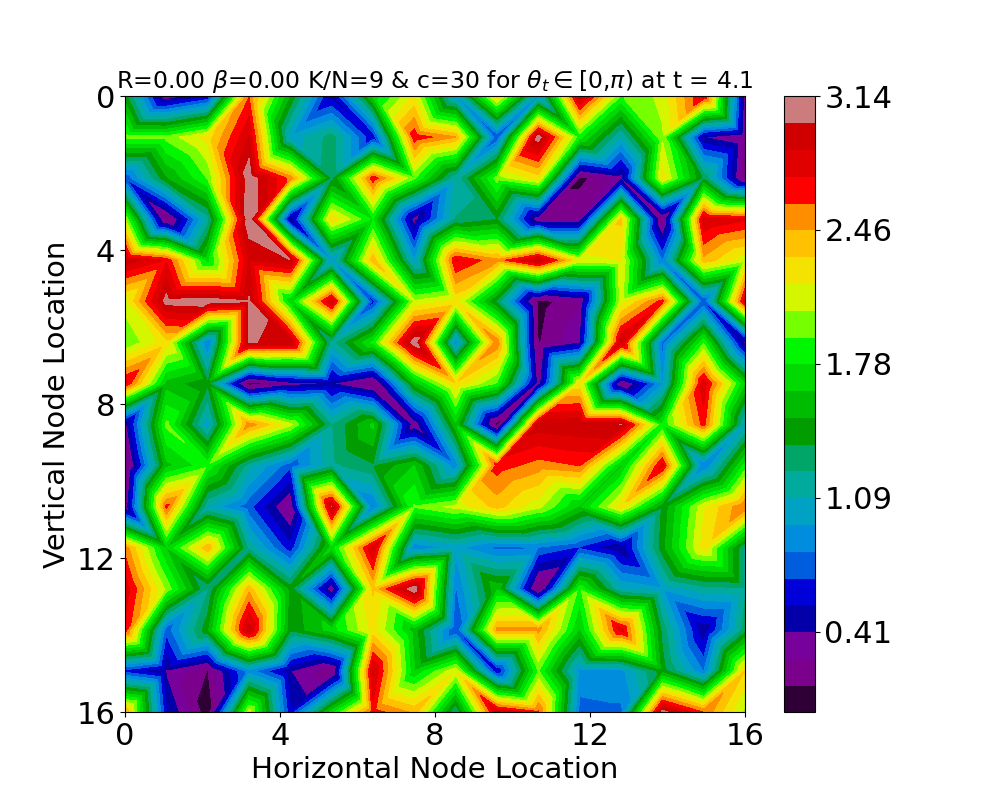 R=0.00 β=0.00 K/N=9 & c=30 for θ_t ∈ [0,π) at t = 4.1
0
4
8
12
16
Vertical Node Location
0 4 8 12 16
Horizontal Node Location
3.14
2.46
1.78
1.09
0.41